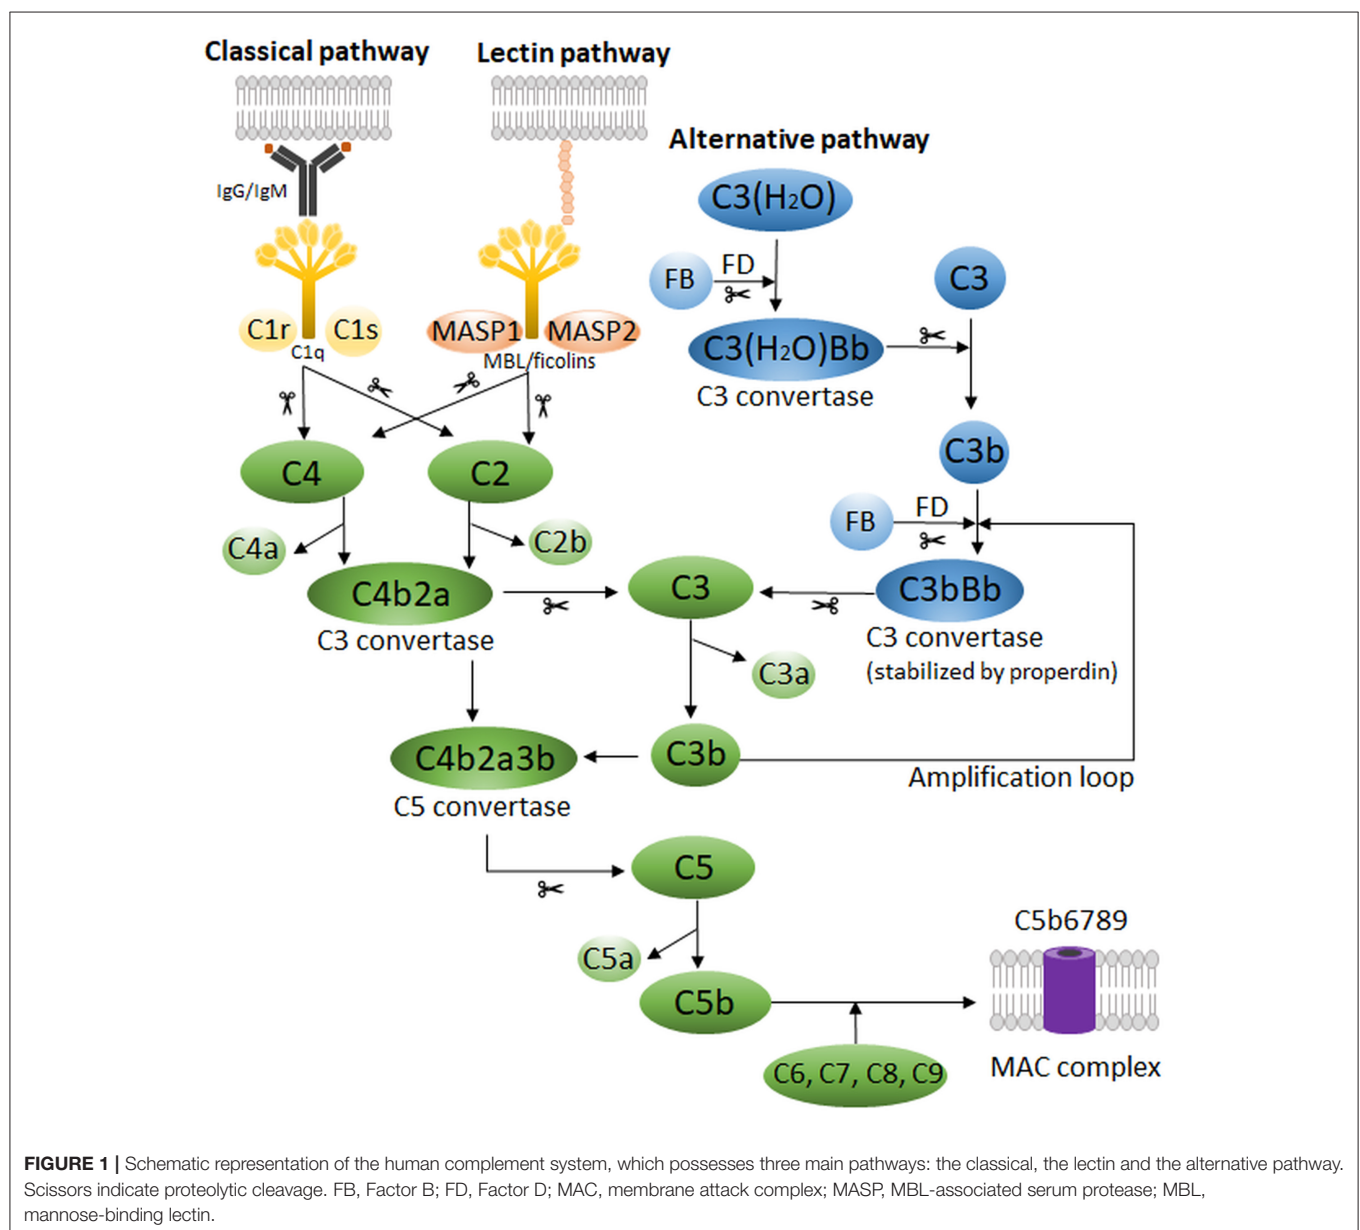 Classical pathway
Lectin pathway
Alternative pathway
IgG/IgM
C3(H₂O)
FB
FD
C3
C1r
C1s
C1q
MASP1
MASP2
MBL/ficolins
C3(H₂O)Bb
C3 convertase
C3b
C4
C2
FB
FD
C4a
C2b
C4b2a
C3 convertase
C3
C3bBb
C3 convertase
(stabilized by properdin)
C3a
C4b2a3b
C5 convertase
C3b
Amplification loop
C5
C5a
C5b
C5b6789
C6, C7, C8, C9
MAC complex
FIGURE 1 | Schematic representation of the human complement system, which possesses three main pathways: the classical, the lectin and the alternative pathway.
Scissors indicate proteolytic cleavage. FB, Factor B; FD, Factor D; MAC, membrane attack complex; MASP, MBL-associated serum protease; MBL,
mannose-binding lectin.